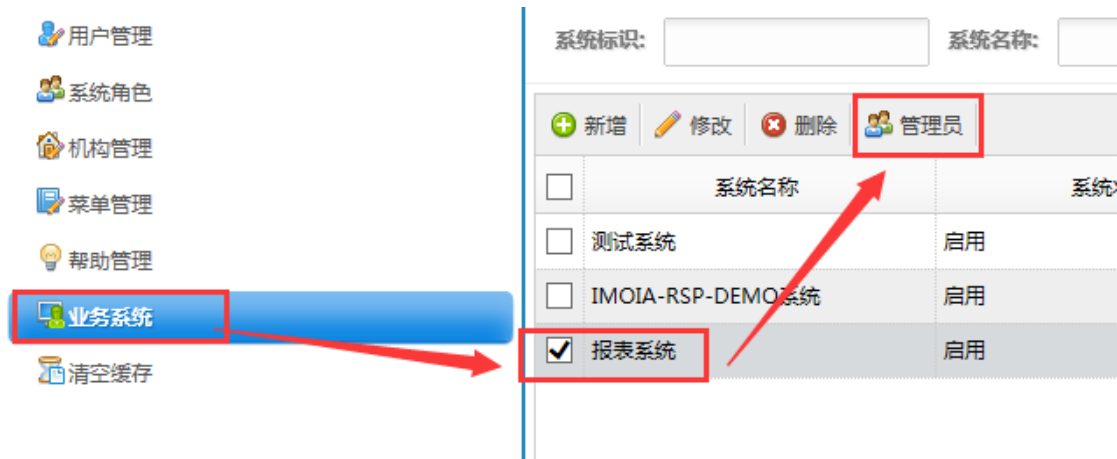 用户管理
系统角色
机构管理
菜单管理
帮助管理
业务系统
清空缓存
系统标识:
系统名称:
新增 修改 删除 管理员
系统名称 系统
测试系统 启用
IMOIA-RSP-DEMO系统 启用
报表系统 启用